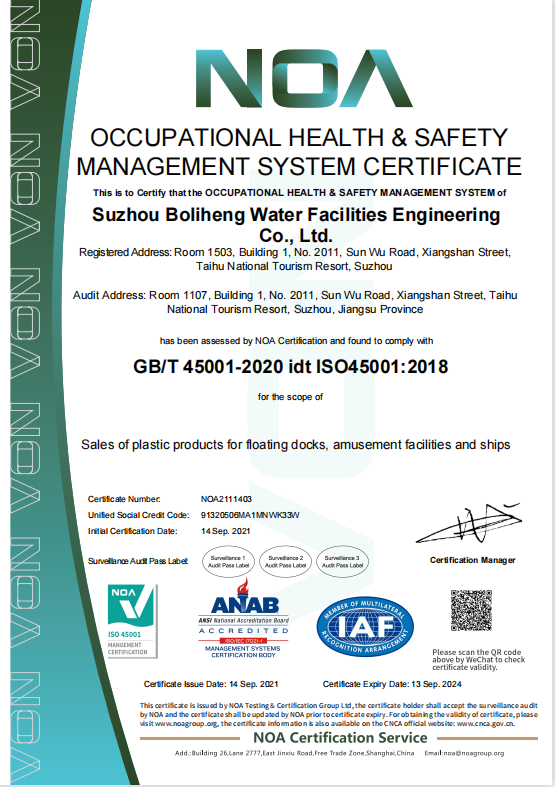 NOA
OCCUPATIONAL HEALTH & SAFETY
MANAGEMENT SYSTEM CERTIFICATE
This is to Certify that the OCCUPATIONAL HEALTH & SAFETY MANAGEMENT SYSTEM of
Suzhou Boliheng Water Facilities Engineering
Co., Ltd.
Registered Address: Room 1503, Building 1, No. 2011, Sun Wu Road, Xiangshan Street,
Taihu National Tourism Resort, Suzhou
Audit Address: Room 1107, Building 1, No. 2011, Sun Wu Road, Xiangshan Street, Taihu
National Tourism Resort, Suzhou, Jiangsu Province
has been assessed by NOA Certification and found to comply with
GB/T 45001-2020 idt ISO45001:2018
for the scope of
Sales of plastic products for floating docks, amusement facilities and ships
Certificate Number: NOA2111403
Unified Social Credit Code: 91320506MA1MNWK33W
Initial Certification Date: 14 Sep. 2021
Surveillance Audit Pass Label:
Surveillance 1
Audit Pass Label
Surveillance 2
Audit Pass Label
Surveillance 3
Audit Pass Label
Certification Manager
NOA
ISO 45001
MANGEMENT
CERTIFICATION
ANAB
ANSI National Accreditation Board
ACCREDITED
ISO/IEC 17021-1
MANAGEMENT SYSTEMS
CERTIFICATION BODY
MEMBER OF MULTILATERAL
IAF
RECOGNITION ARRANGEMENT
Please scan the QR code
above by WeChat to check
certificate validity.
Certificate Issue Date: 14 Sep. 2021 Certificate Expiry Date: 13 Sep. 2024
This certificate is issued by NOA Testing & Certification Group Ltd, the certificate holder shall accept the surveillance audit
by NOA and the certificate shall be updated by NOA prior to certificate expiry. For obtaining the validity of certificate, please
visit www.noagroup.org, the certificate information is also available on the CNCA official website: www.cnca.gov.cn.
NOA Certification Service
Add.:Building 26,Lane 2777,East Jinxiu Road,Free Trade Zone,Shanghai,China Email:noa@noagroup.org
NOA NOA NOA NOA NOA NOA